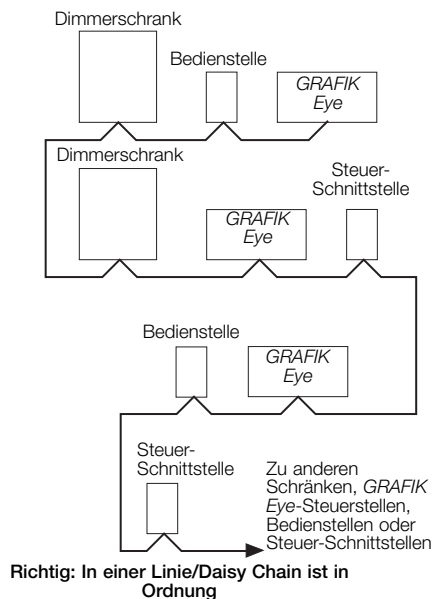 Dimmerschrank
Bedienstelle
GRAFIK
Eye
Dimmerschrank
GRAFIK
Eye
Steuer-
Schnittstelle
Bedienstelle
GRAFIK
Eye
Steuer-
Schnittstelle
Zu anderen
Schränken, GRAFIK
Eye-Steuerstellen,
Bedienstellen oder
Steuer-Schnittstellen
Richtig: In einer Linie/Daisy Chain ist in
Ordnung